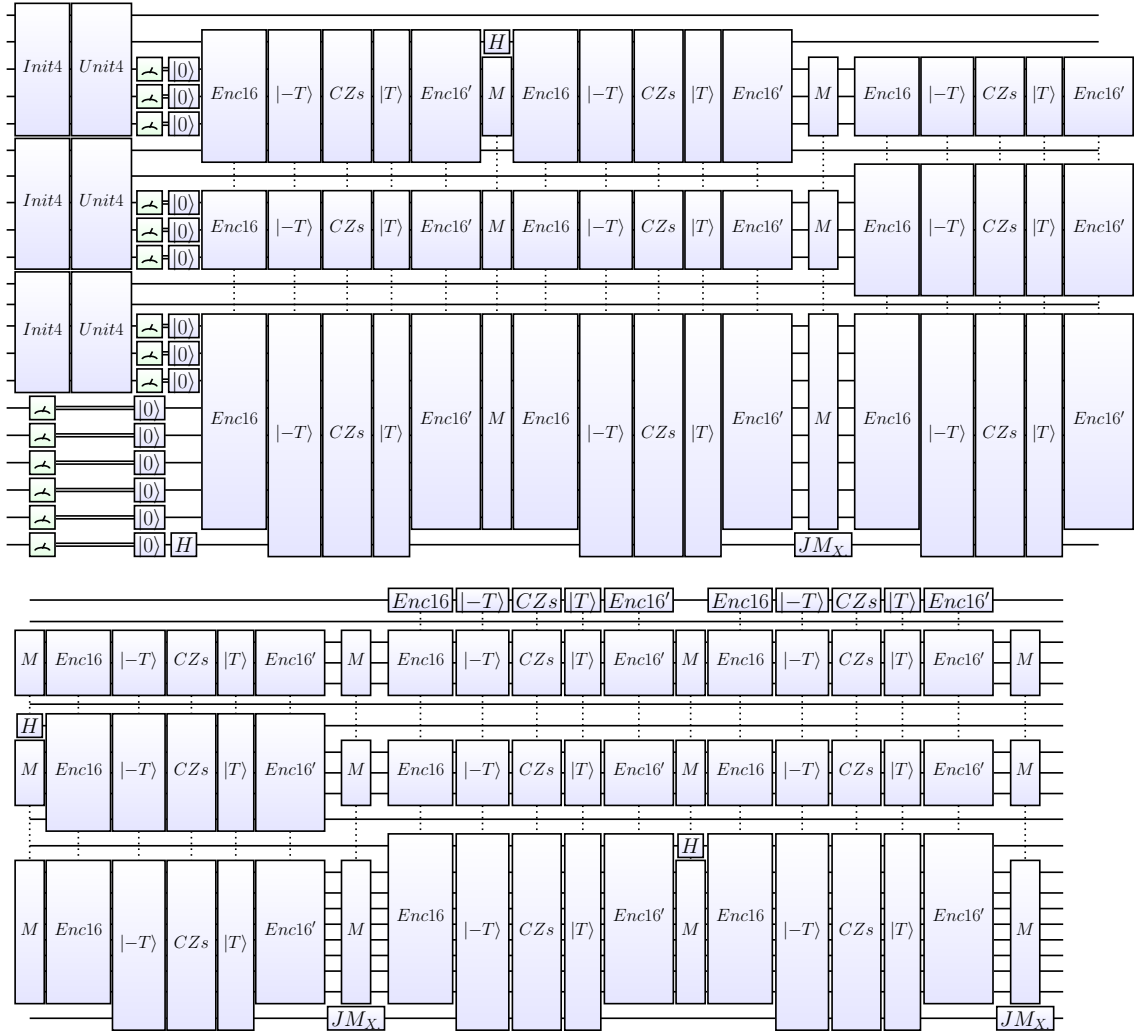 H
Init4 Unit4 |0⟩
|0⟩ Enc16 |−T⟩ CZs |T⟩ Enc16′ M Enc16 |−T⟩ CZs |T⟩ Enc16′ M Enc16 |−T⟩ CZs |T⟩ Enc16′
|0⟩
Init4 Unit4 |0⟩
|0⟩ Enc16 |−T⟩ CZs |T⟩ Enc16′ M Enc16 |−T⟩ CZs |T⟩ Enc16′ M Enc16 |−T⟩ CZs |T⟩ Enc16′
|0⟩
|0⟩
Init4 Unit4 |0⟩
|0⟩
|0⟩
|0⟩ Enc16 |−T⟩ CZs |T⟩ Enc16′ M Enc16 |−T⟩ CZs |T⟩ Enc16′ M Enc16 |−T⟩ CZs |T⟩ Enc16′
|0⟩
|0⟩
|0⟩
|0⟩ H JM_X.
Enc16 |−T⟩ CZs |T⟩ Enc16′ Enc16 |−T⟩ CZs |T⟩ Enc16′
M Enc16 |−T⟩ CZs |T⟩ Enc16′ M Enc16 |−T⟩ CZs |T⟩ Enc16′ M Enc16 |−T⟩ CZs |T⟩ Enc16′ M
H
M Enc16 |−T⟩ CZs |T⟩ Enc16′ M Enc16 |−T⟩ CZs |T⟩ Enc16′ M Enc16 |−T⟩ CZs |T⟩ Enc16′ M
H
M Enc16 |−T⟩ CZs |T⟩ Enc16′ M Enc16 |−T⟩ CZs |T⟩ Enc16′ M Enc16 |−T⟩ CZs |T⟩ Enc16′ M
JM_X. JM_X.